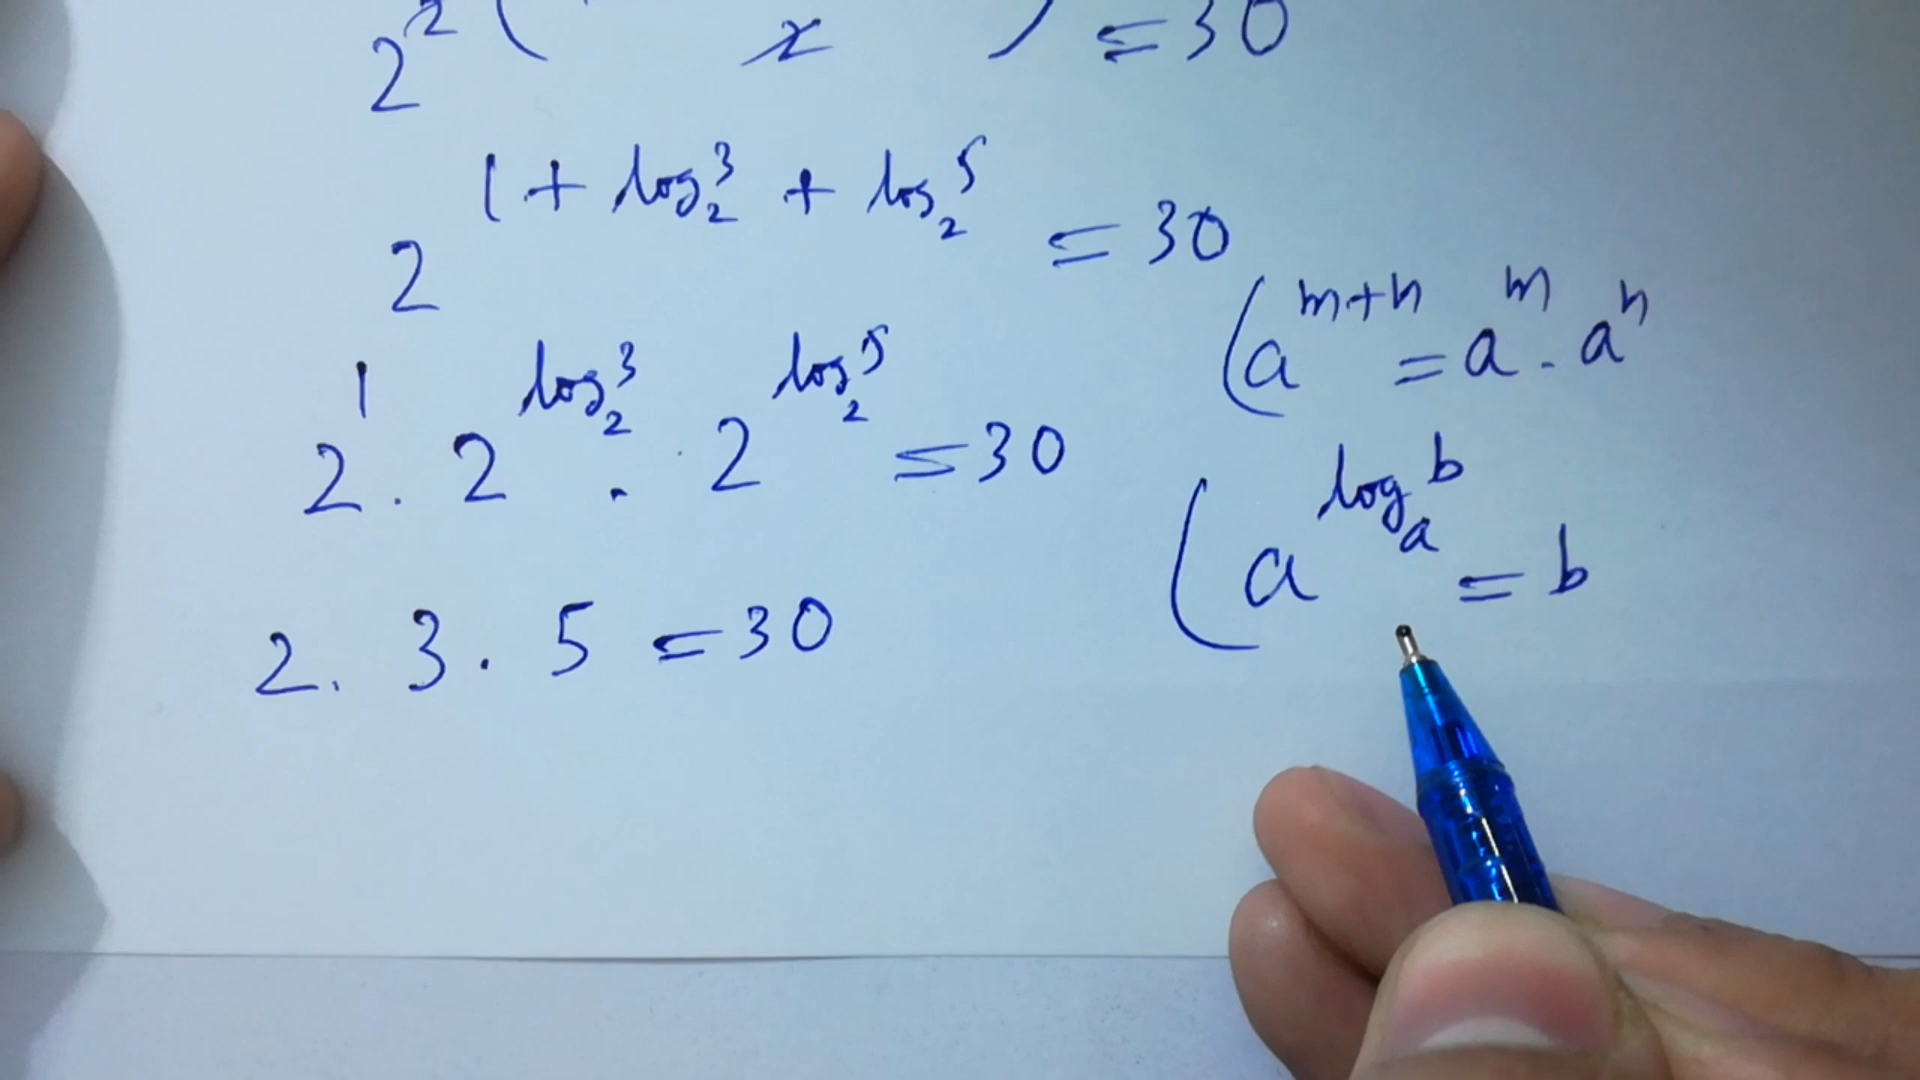 2^2 ( x ) = 30
2^(1 + log_2 3 + log_2 5) = 30
(a^(m+n) = a^m . a^n
2^1 . 2^(log_2 3) . 2^(log_2 5) = 30
(a^(log_a b) = b
2 . 3 . 5 = 30